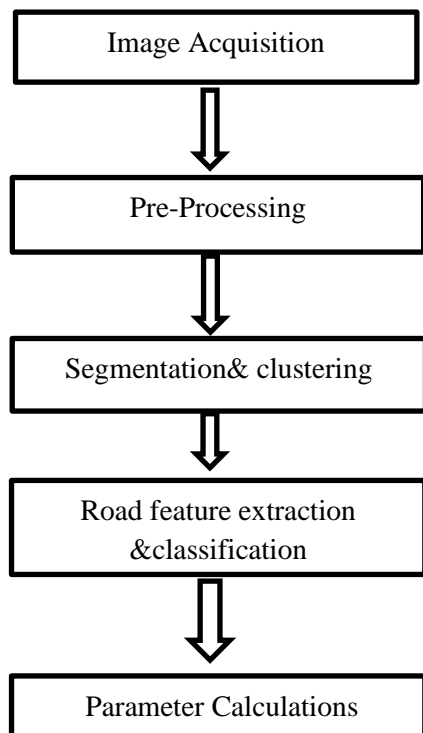 Image Acquisition
Pre-Processing
Segmentation& clustering
Road feature extraction
&classification
Parameter Calculations